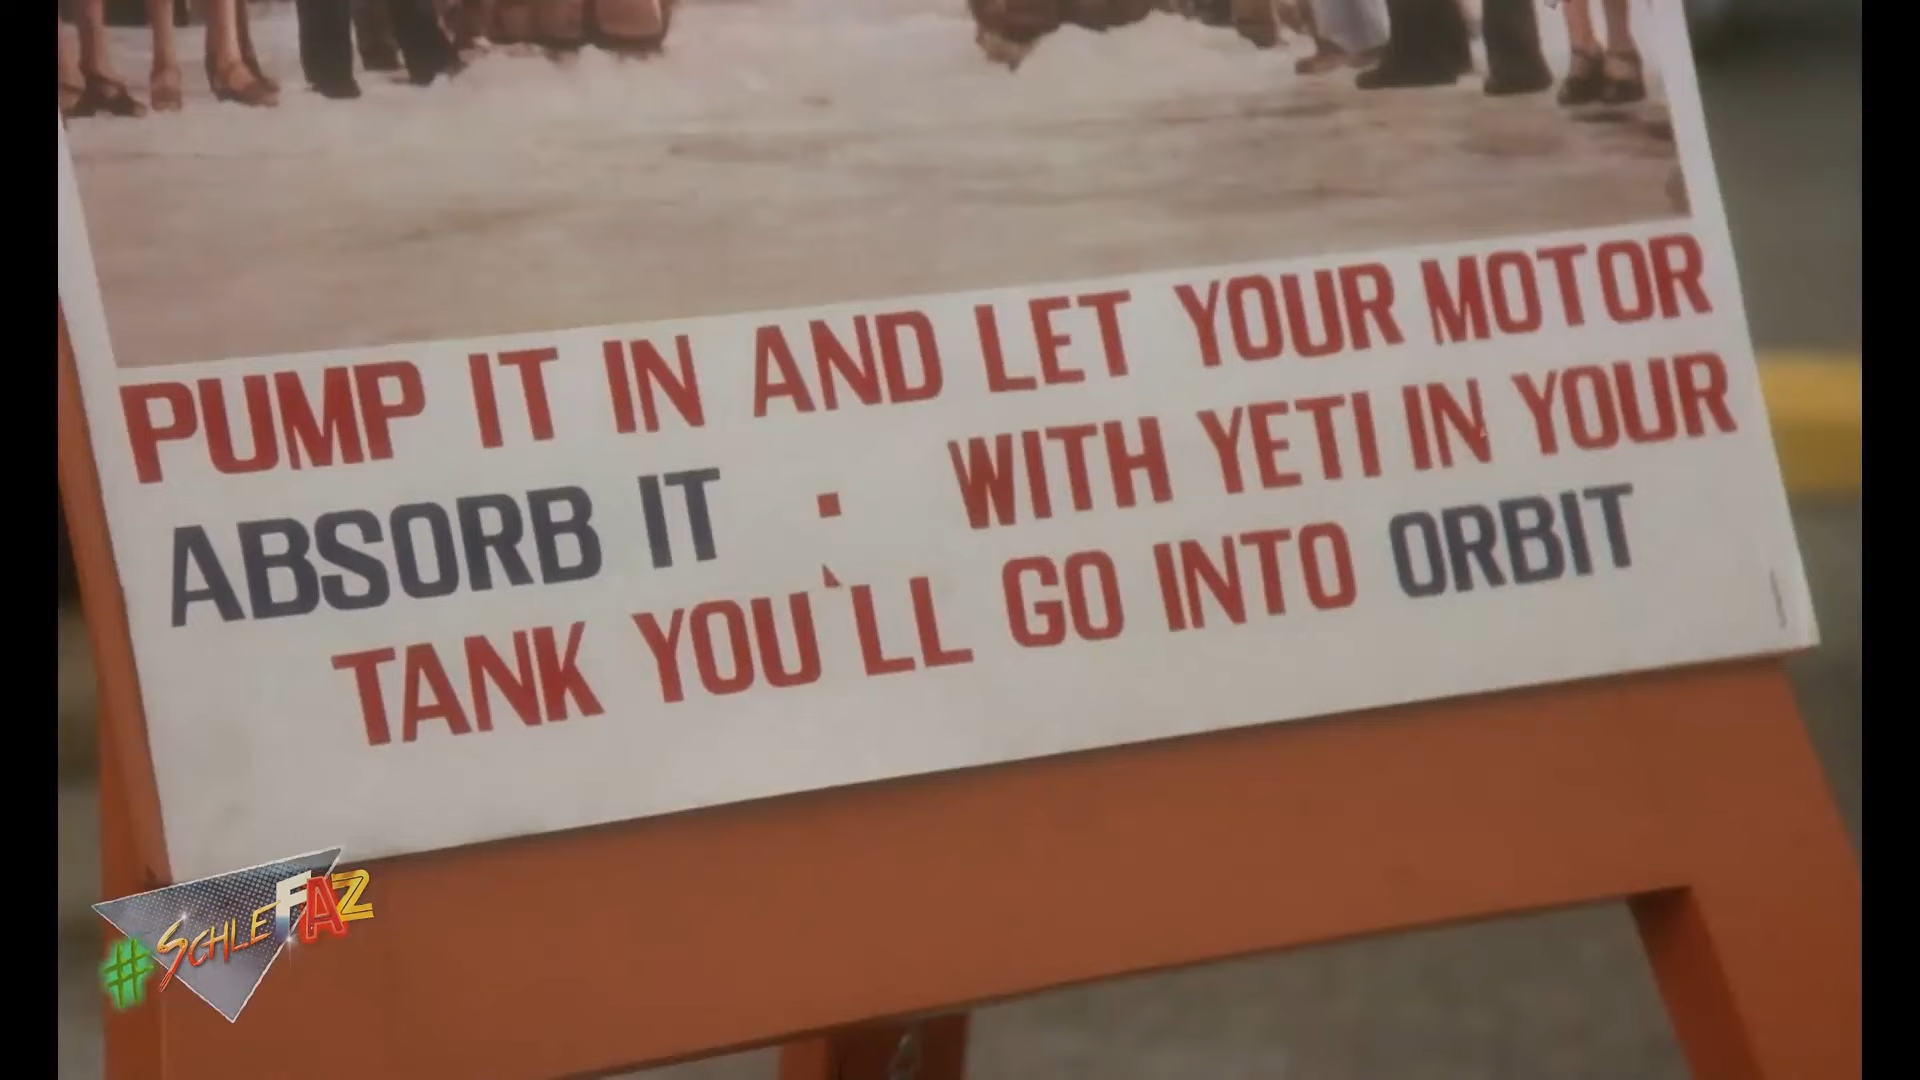 PUMP IT IN AND LET YOUR MOTOR
ABSORB IT . WITH YETI IN YOUR
TANK YOU'LL GO INTO ORBIT
#SCHLEFAZ